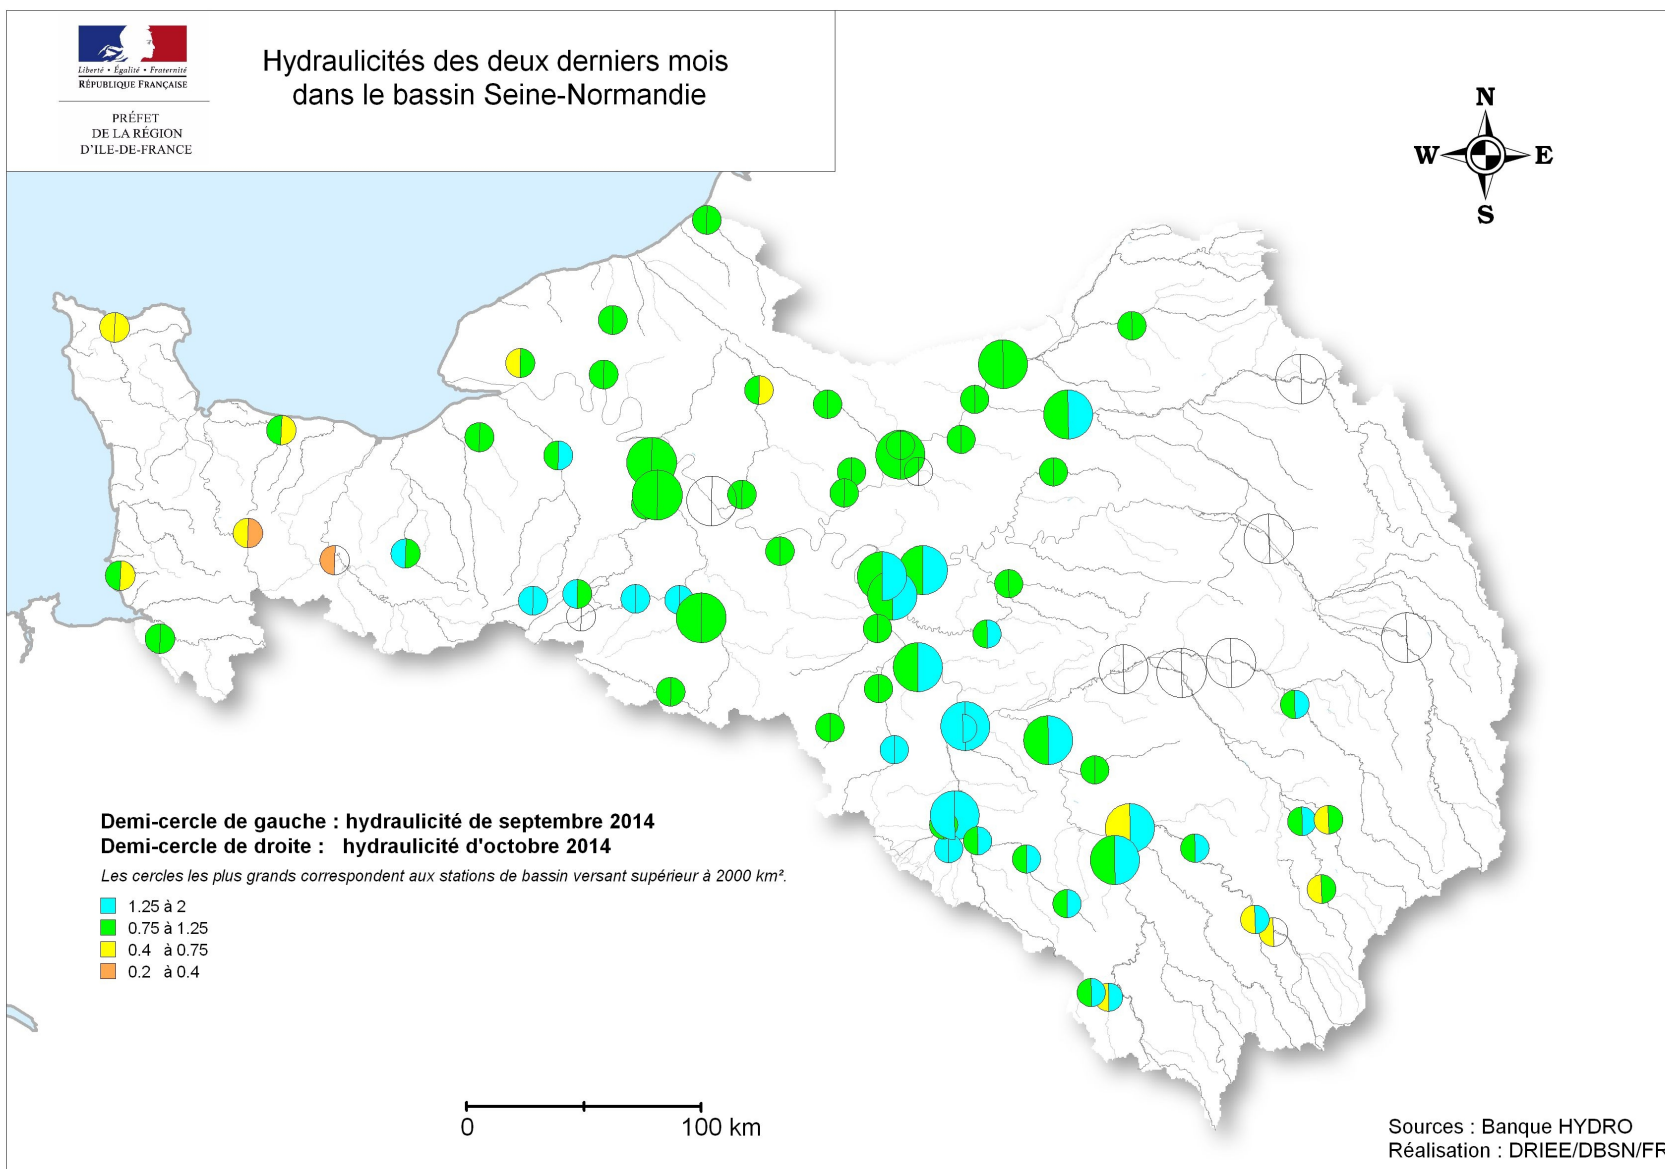 Liberté • Égalité • Fraternité
RÉPUBLIQUE FRANÇAISE
PRÉFET
DE LA RÉGION
D'ILE-DE-FRANCE
Hydraulicités des deux derniers mois
dans le bassin Seine-Normandie
N
W E
S
Demi-cercle de gauche : hydraulicité de septembre 2014
Demi-cercle de droite : hydraulicité d'octobre 2014
Les cercles les plus grands correspondent aux stations de bassin versant supérieur à 2000 km².
1.25 à 2
0.75 à 1.25
0.4 à 0.75
0.2 à 0.4
0 100 km
Sources : Banque HYDRO
Réalisation : DRIEE/DBSN/FR